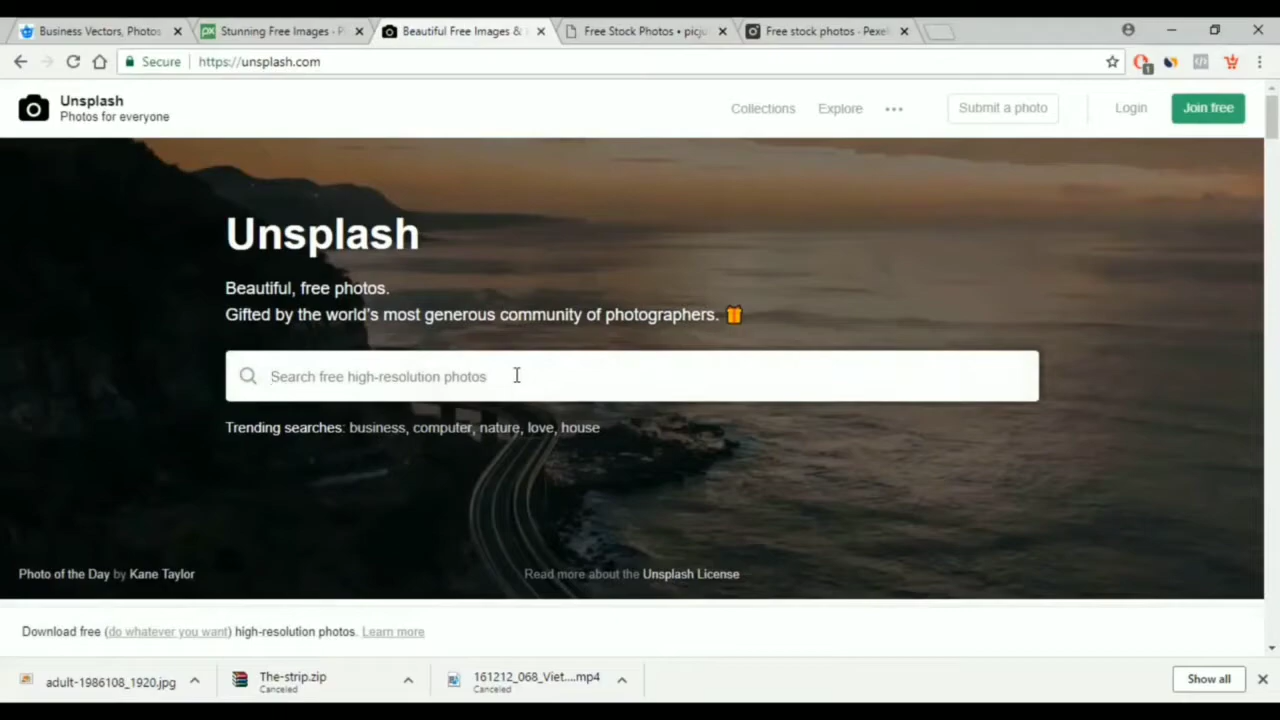 Business Vectors, Photos
Stunning Free Images - P
Beautiful Free Images &
Free Stock Photos • picju
Free stock photos - Pexel
Secure
https://unsplash.com
1
Unsplash
Photos for everyone
Collections
Explore
Submit a photo
Login
Join free
Unsplash
Beautiful, free photos.
Gifted by the world's most generous community of photographers.
Search free high-resolution photos
Trending searches: business, computer, nature, love, house
Photo of the Day by Kane Taylor
Read more about the Unsplash License
Download free (do whatever you want) high-resolution photos. Learn more
adult-1986108_1920.jpg
The-strip.zip
Canceled
161212_068_Viet....mp4
Canceled
Show all